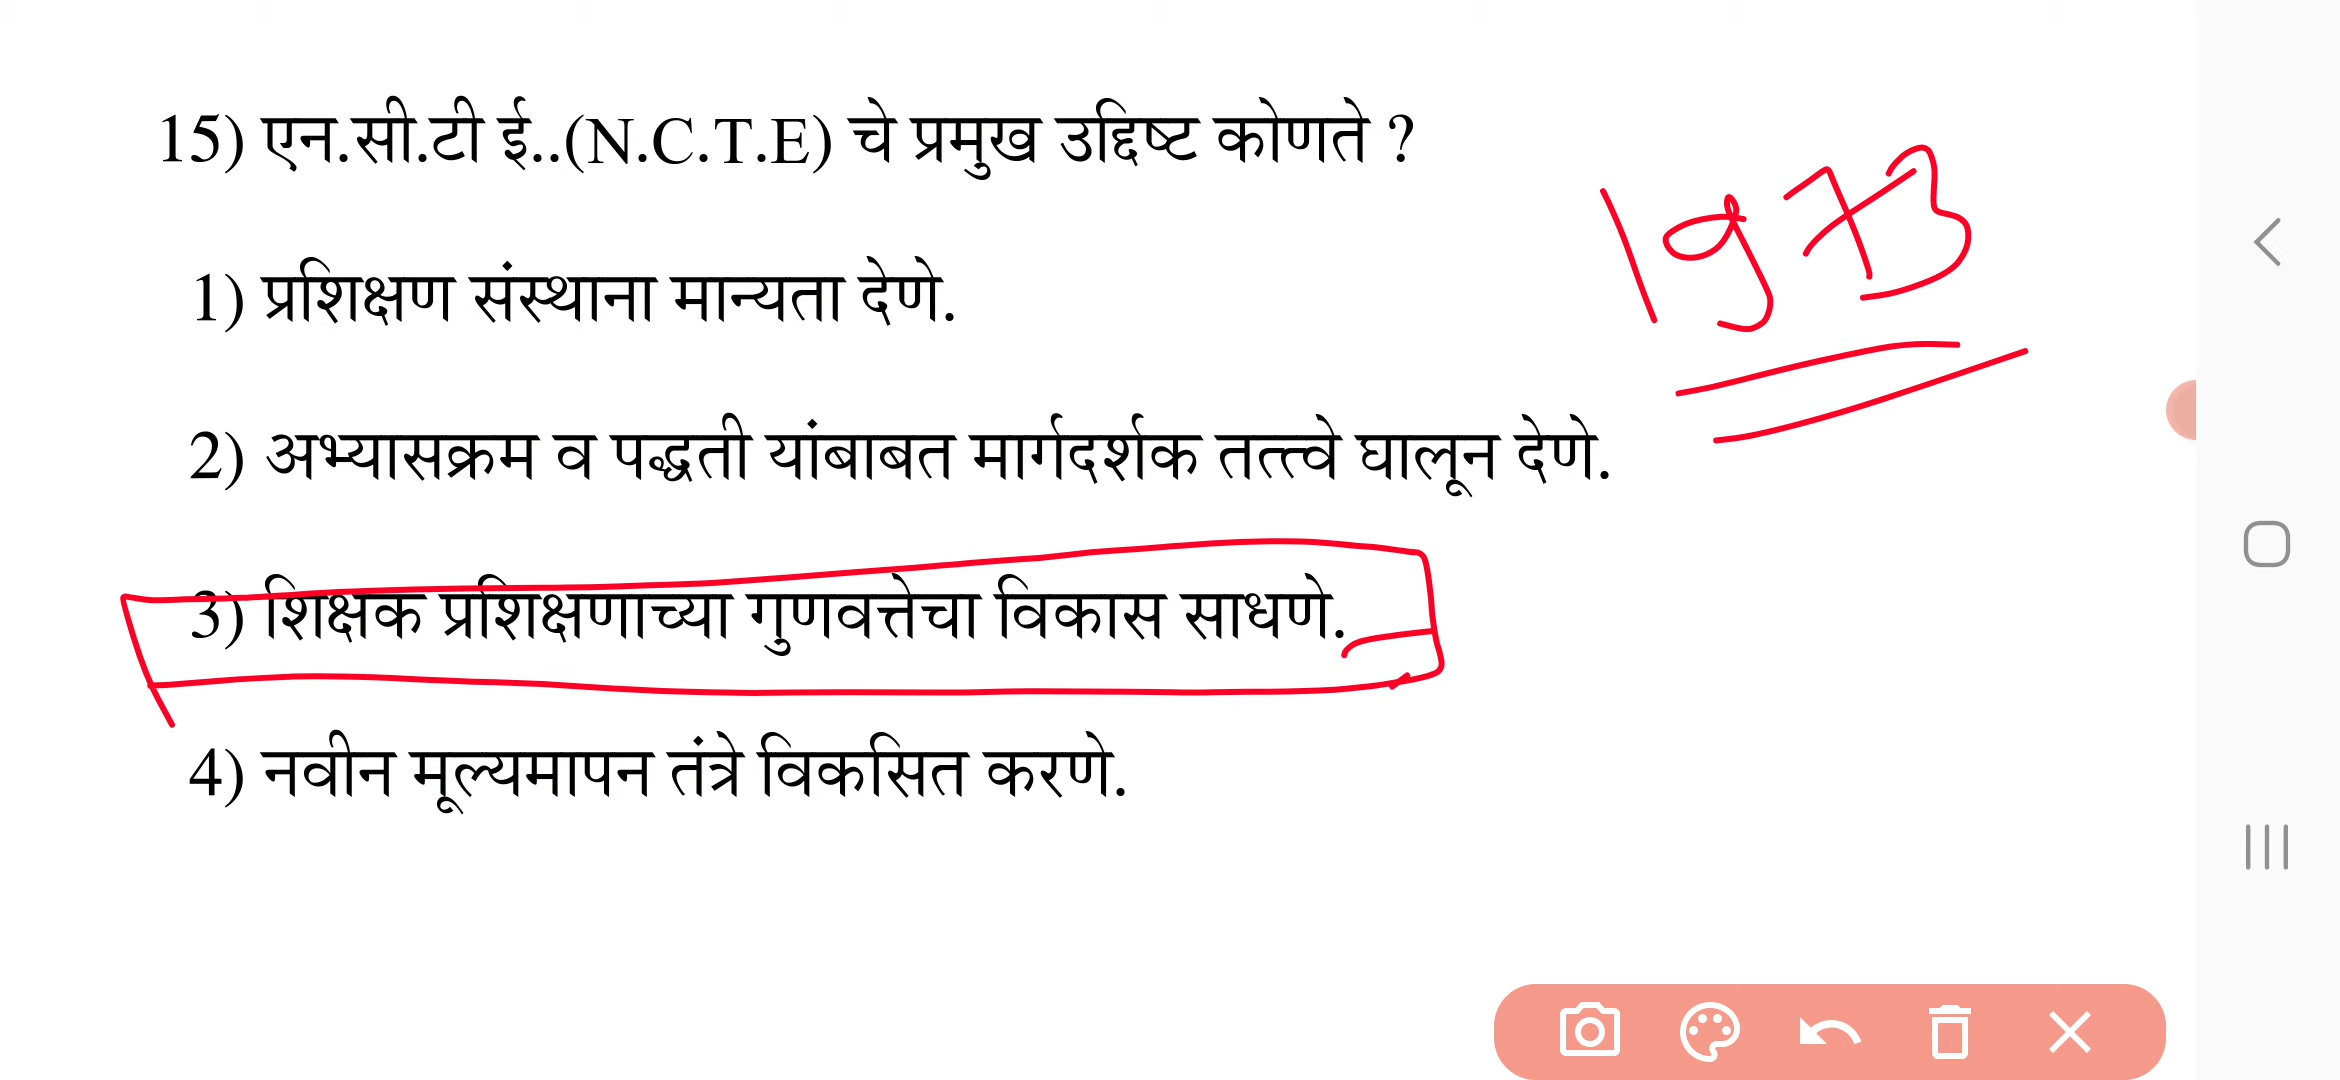 15) एन.सी.टी ई..(N.C.T.E) चे प्रमुख उद्दिष्ट कोणते ?
1973
1) प्रशिक्षण संस्थाना मान्यता देणे.
2) अभ्यासक्रम व पद्धती यांबाबत मार्गदर्शक तत्त्वे घालून देणे.
3) शिक्षक प्रशिक्षणाच्या गुणवत्तेचा विकास साधणे.
4) नवीन मूल्यमापन तंत्रे विकसित करणे.